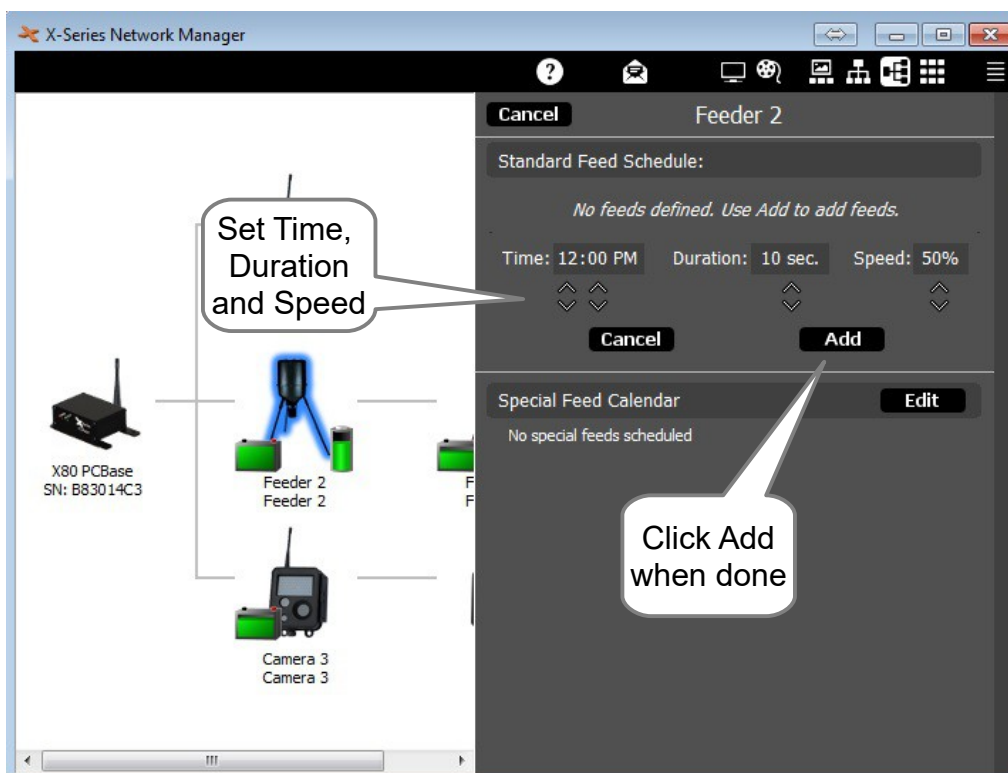 X-Series Network Manager
?
Cancel
Feeder 2
Standard Feed Schedule:
No feeds defined. Use Add to add feeds.
Time: 12:00 PM Duration: 10 sec. Speed: 50%
Cancel
Add
Special Feed Calendar
Edit
No special feeds scheduled
Set Time,
Duration
and Speed
Click Add
when done
X80 PCBase
SN: B83014C3
Feeder 2
Feeder 2
F
F
Camera 3
Camera 3